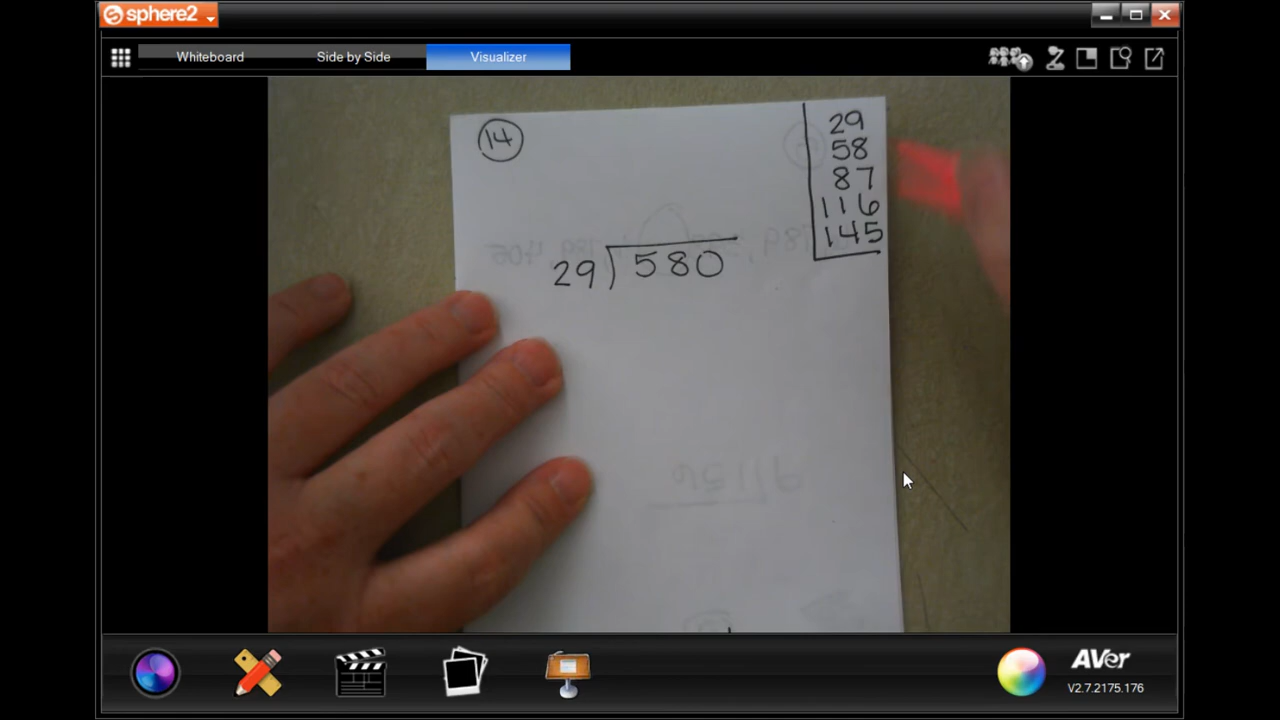 sphere2
Whiteboard
Side by Side
Visualizer
14
29
58
87
116
145
29)580
AVer
V2.7.2175.176